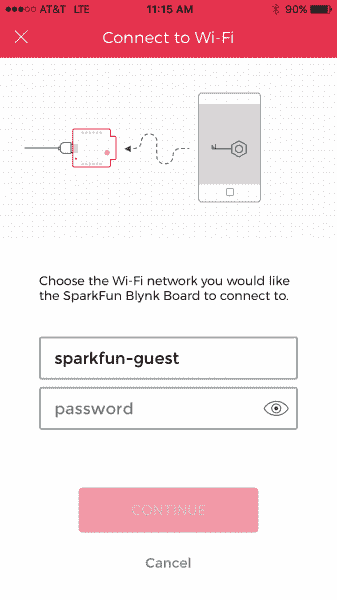 ●●●○○ AT&T LTE 11:15 AM 90%
Connect to Wi-Fi
Choose the Wi-Fi network you would like
the SparkFun Blynk Board to connect to.
sparkfun-guest
password
CONTINUE
Cancel